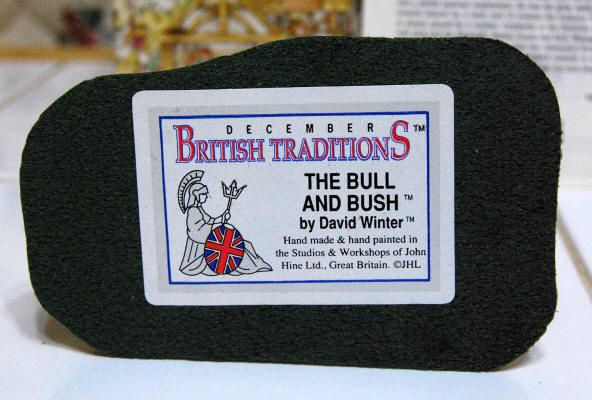 DECEMBER
BRITISH TRADITIONS™
THE BULL
AND BUSH™
by David Winter™
Hand made & hand painted in
the Studios & Workshops of John
Hine Ltd., Great Britain. ©JHL